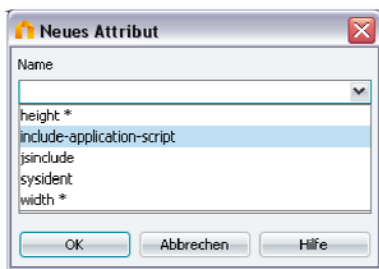 Neues Attribut
Name
height *
include-application-script
jsinclude
sysident
width *
OK Abbrechen Hilfe